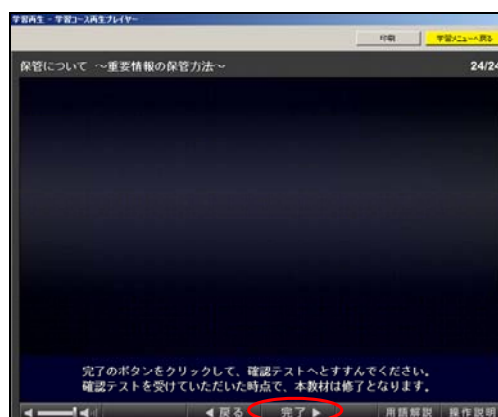 学習再生 - 学習コース再生プレイヤー
印刷
学習メニューへ戻る
保管について ～重要情報の保管方法～
24/24
完了のボタンをクリックして、確認テストへとすすんでください。
確認テストを受けていただいた時点で、本教材は修了となります。
◀ 戻る 完了 ▶ 用語解説 操作説明